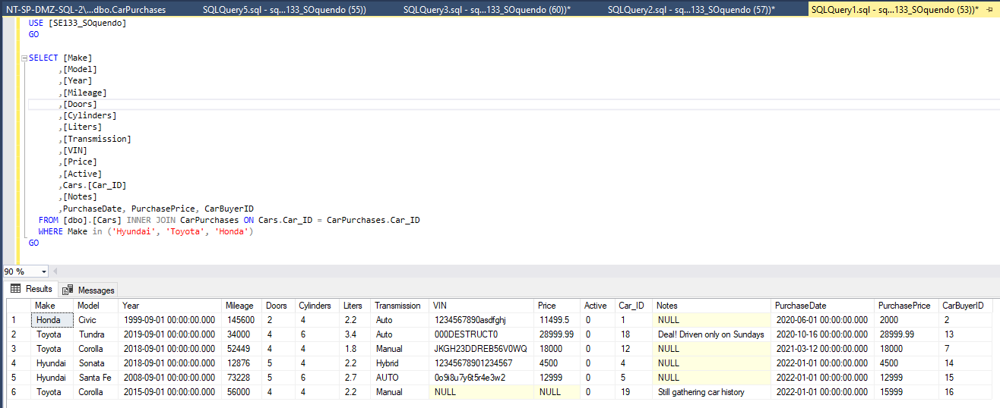 NT-SP-DMZ-SQL-2\...dbo.CarPurchases SQLQuery5.sql - sq...133_SOquendo (55)) SQLQuery3.sql - sq...133_SOquendo (60))* SQLQuery2.sql - sq...133_SOquendo (57))* SQLQuery1.sql - sq...133_SOquendo (53))*
USE [SE133_SOquendo]
GO
SELECT [Make]
,[Model]
,[Year]
,[Mileage]
,[Doors]
,[Cylinders]
,[Liters]
,[Transmission]
,[VIN]
,[Price]
,[Active]
,Cars.[Car_ID]
,[Notes]
,PurchaseDate, PurchasePrice, CarBuyerID
FROM [dbo].[Cars] INNER JOIN CarPurchases ON Cars.Car_ID = CarPurchases.Car_ID
WHERE Make in ('Hyundai', 'Toyota', 'Honda')
GO
90 %
Results Messages
Make Model Year Mileage Doors Cylinders Liters Transmission VIN Price Active Car_ID Notes PurchaseDate PurchasePrice CarBuyerID
1 Honda Civic 1999-09-01 00:00:00.000 145600 2 4 2.2 Auto 1234567890asdfghj 11499.5 0 1 NULL 2020-06-01 00:00:00.000 2000 2
2 Toyota Tundra 2019-09-01 00:00:00.000 34000 4 6 3.4 Auto 000DESTRUCT0 28999.99 0 18 Deal! Driven only on Sundays 2020-10-16 00:00:00.000 28999.99 13
3 Toyota Corolla 2018-09-01 00:00:00.000 52449 4 4 1.8 Manual JKGH23DDREB56V0WQ 18000 0 12 NULL 2021-03-12 00:00:00.000 18000 7
4 Hyundai Sonata 2018-09-01 00:00:00.000 12876 5 4 2.2 Hybrid 12345678901234567 4500 0 4 NULL 2022-01-01 00:00:00.000 4500 14
5 Hyundai Santa Fe 2008-09-01 00:00:00.000 73228 5 6 2.7 AUTO 0o9i8u7y6t5r4e3w2 12999 0 5 NULL 2022-01-01 00:00:00.000 12999 15
6 Toyota Corolla 2015-09-01 00:00:00.000 56000 4 4 2.2 Manual NULL NULL 0 19 Still gathering car history 2022-01-01 00:00:00.000 15999 16